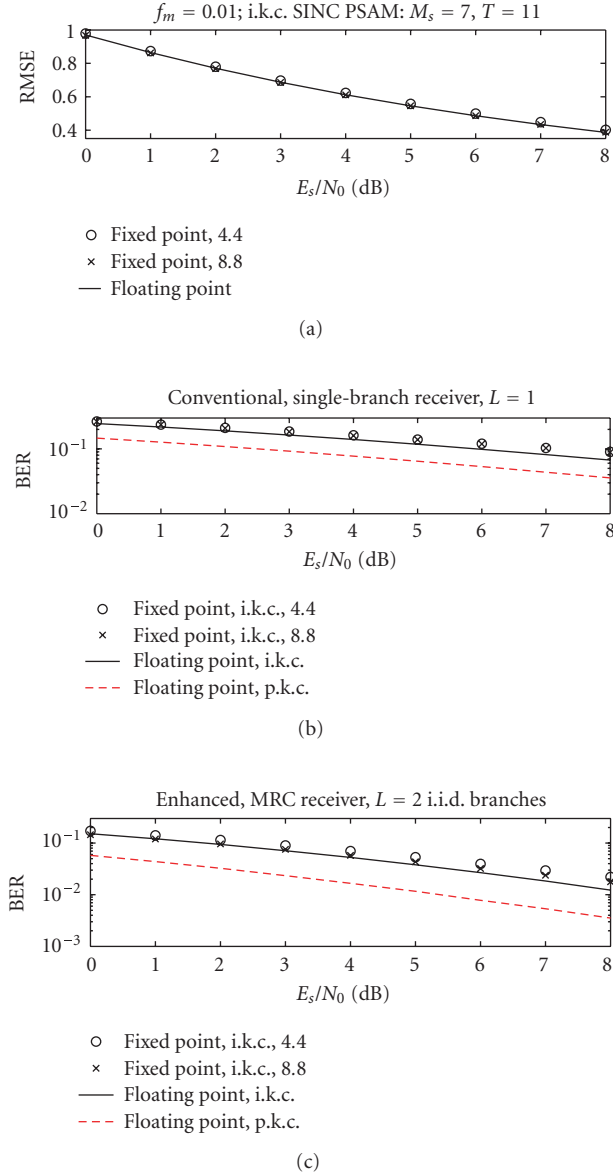 f_m = 0.01; i.k.c. SINC PSAM: M_s = 7, T = 11
RMSE
1
0.8
0.6
0.4
0 1 2 3 4 5 6 7 8
E_s/N_0 (dB)
Fixed point, 4.4
Fixed point, 8.8
Floating point
(a)
Conventional, single-branch receiver, L = 1
BER
10^−1
10^−2
0 1 2 3 4 5 6 7 8
E_s/N_0 (dB)
Fixed point, i.k.c., 4.4
Fixed point, i.k.c., 8.8
Floating point, i.k.c.
Floating point, p.k.c.
(b)
Enhanced, MRC receiver, L = 2 i.i.d. branches
BER
10^−1
10^−2
10^−3
0 1 2 3 4 5 6 7 8
E_s/N_0 (dB)
Fixed point, i.k.c., 4.4
Fixed point, i.k.c., 8.8
Floating point, i.k.c.
Floating point, p.k.c.
(c)